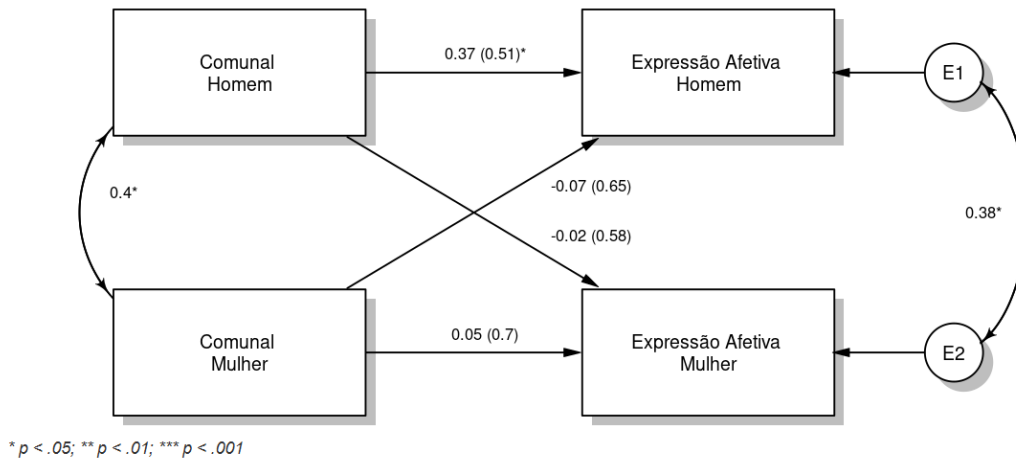 Comunal
Homem
0.37 (0.51)*
Expressão Afetiva
Homem
E1
0.4*
-0.07 (0.65)
-0.02 (0.58)
0.38*
Comunal
Mulher
0.05 (0.7)
Expressão Afetiva
Mulher
E2
* p < .05; ** p < .01; *** p < .001